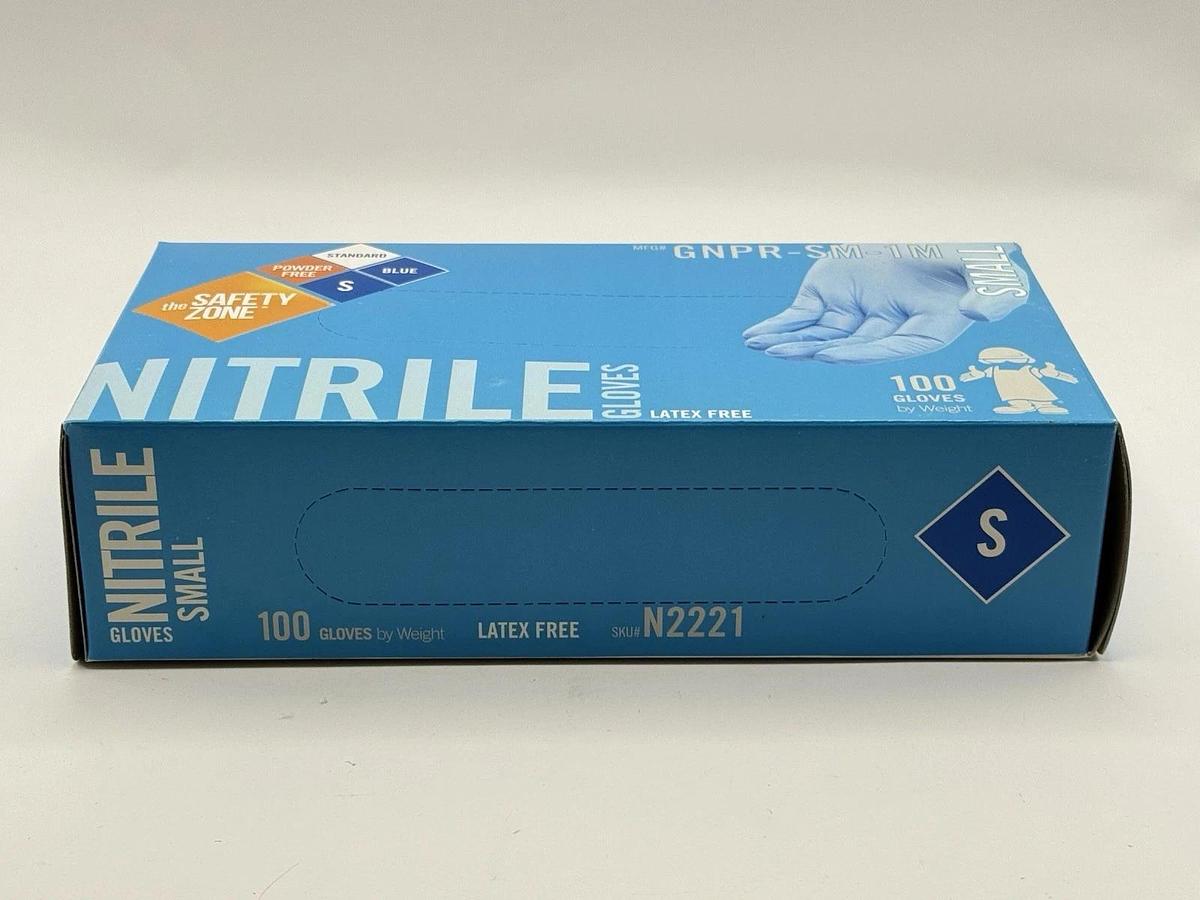 STANDARD
POWDER
FREE
BLUE
S
the SAFETY
ZONE
MFG# GNPR-SM-1M
SMALL
NITRILE
GLOVES
LATEX FREE
100
GLOVES
by Weight
NITRILE
GLOVES
SMALL
S
100 GLOVES by Weight
LATEX FREE
SKU# N2221